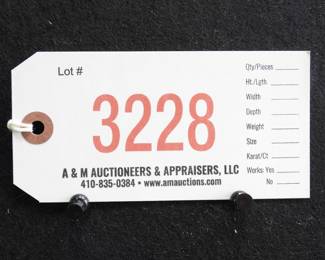 Lot #
3228
A & M AUCTIONEERS & APPRAISERS, LLC
410-835-0384 • www.amauctions.com
Qty/Pieces
Ht./Lgth
Width
Depth
Weight
Size
Karat/Ct
Works: Yes
No